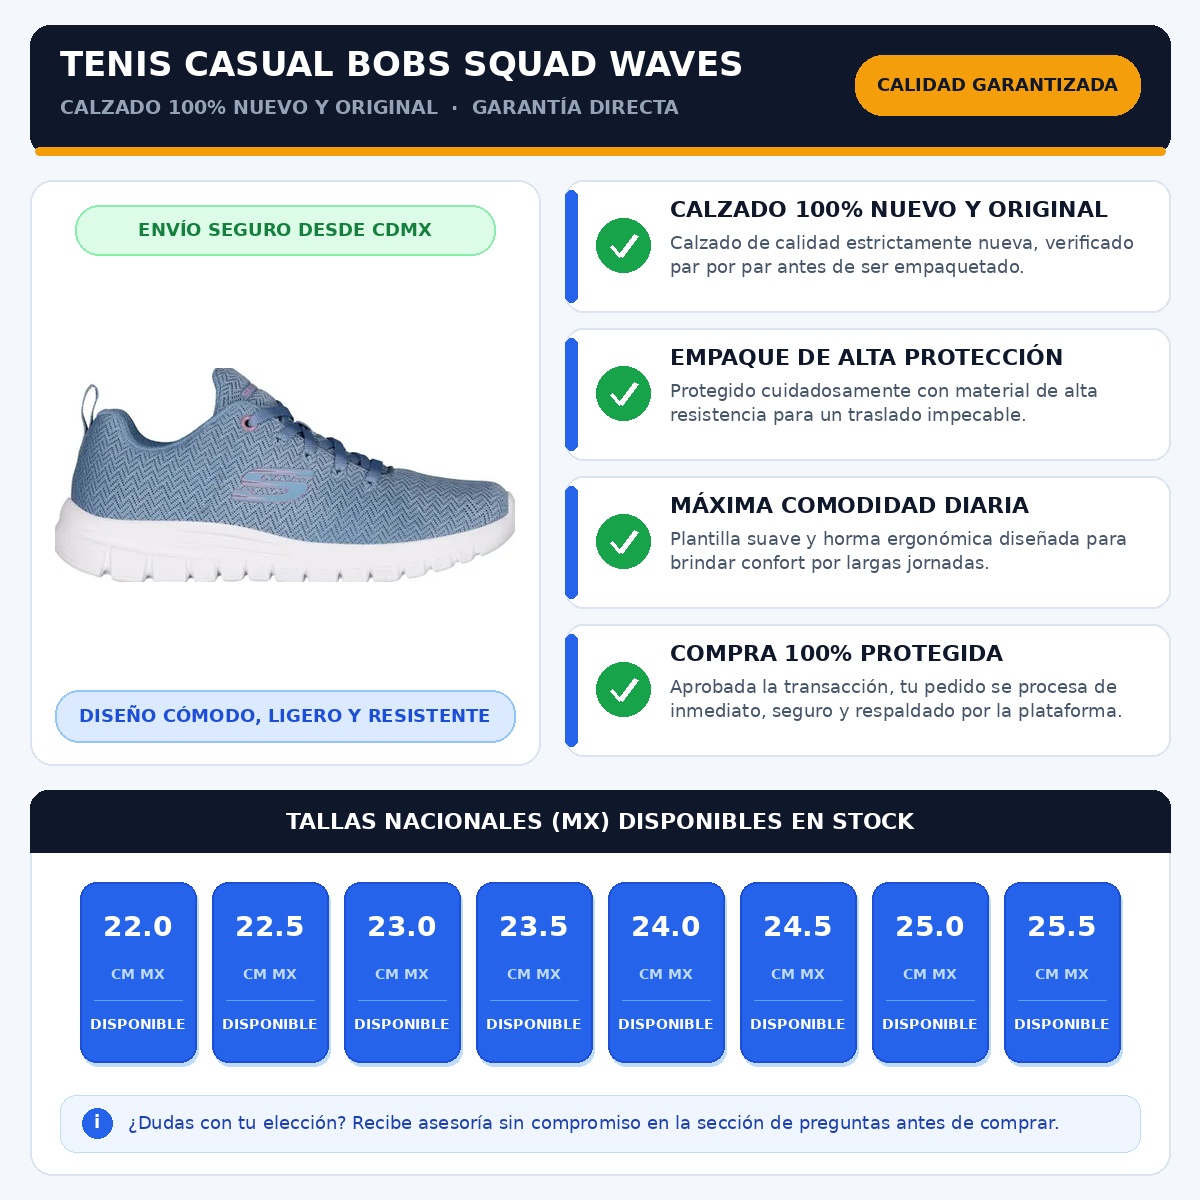 TENIS CASUAL BOBS SQUAD WAVES
CALZADO 100% NUEVO Y ORIGINAL · GARANTÍA DIRECTA
CALIDAD GARANTIZADA
ENVÍO SEGURO DESDE CDMX
DISEÑO CÓMODO, LIGERO Y RESISTENTE
CALZADO 100% NUEVO Y ORIGINAL
Calzado de calidad estrictamente nueva, verificado
par por par antes de ser empaquetado.
EMPAQUE DE ALTA PROTECCIÓN
Protegido cuidadosamente con material de alta
resistencia para un traslado impecable.
MÁXIMA COMODIDAD DIARIA
Plantilla suave y horma ergonómica diseñada para
brindar confort por largas jornadas.
COMPRA 100% PROTEGIDA
Aprobada la transacción, tu pedido se procesa de
inmediato, seguro y respaldado por la plataforma.
TALLAS NACIONALES (MX) DISPONIBLES EN STOCK
22.0 22.5 23.0 23.5 24.0 24.5 25.0 25.5
CM MX CM MX CM MX CM MX CM MX CM MX CM MX CM MX
DISPONIBLE DISPONIBLE DISPONIBLE DISPONIBLE DISPONIBLE DISPONIBLE DISPONIBLE DISPONIBLE
i ¿Dudas con tu elección? Recibe asesoría sin compromiso en la sección de preguntas antes de comprar.